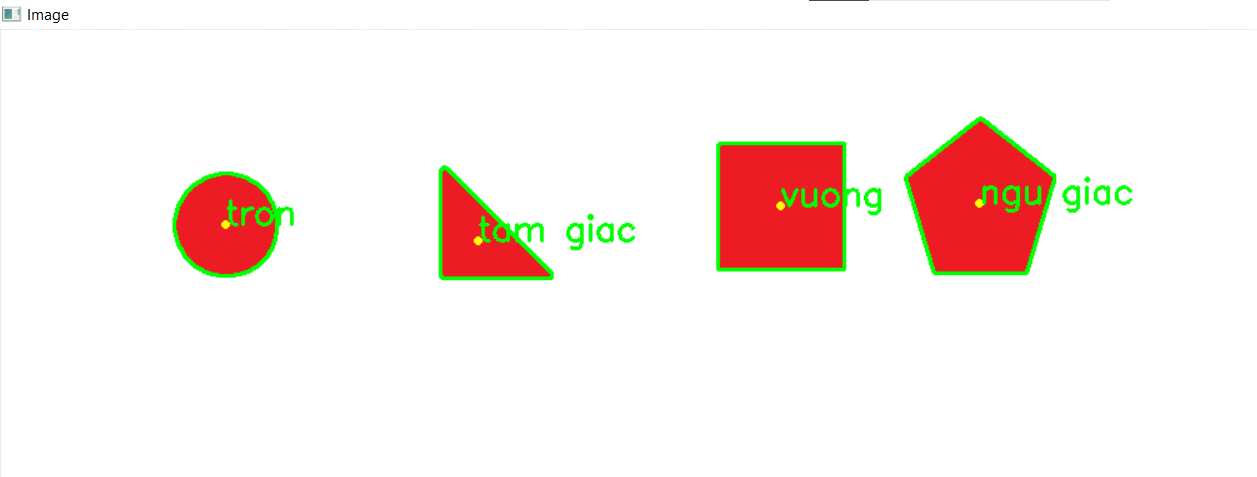 Image
tron
tam giac
vuong
ngu giac